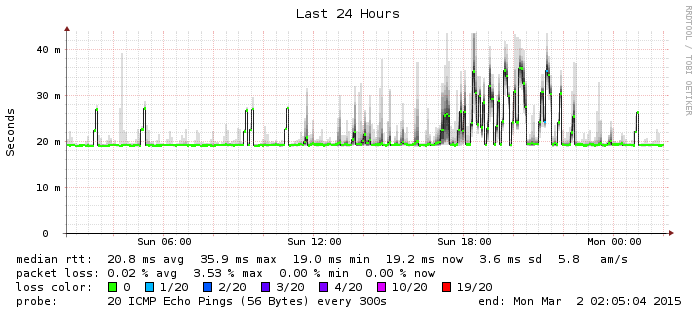 Last 24 Hours
RRDTOOL / TOBI OETIKER
Seconds
40 m
30 m
20 m
10 m
0
Sun 06:00 Sun 12:00 Sun 18:00 Mon 00:00
median rtt: 20.8 ms avg 35.9 ms max 19.0 ms min 19.2 ms now 3.6 ms sd 5.8 am/s
packet loss: 0.02 % avg 3.53 % max 0.00 % min 0.00 % now
loss color: 0 1/20 2/20 3/20 4/20 10/20 19/20
probe: 20 ICMP Echo Pings (56 Bytes) every 300s end: Mon Mar 2 02:05:04 2015